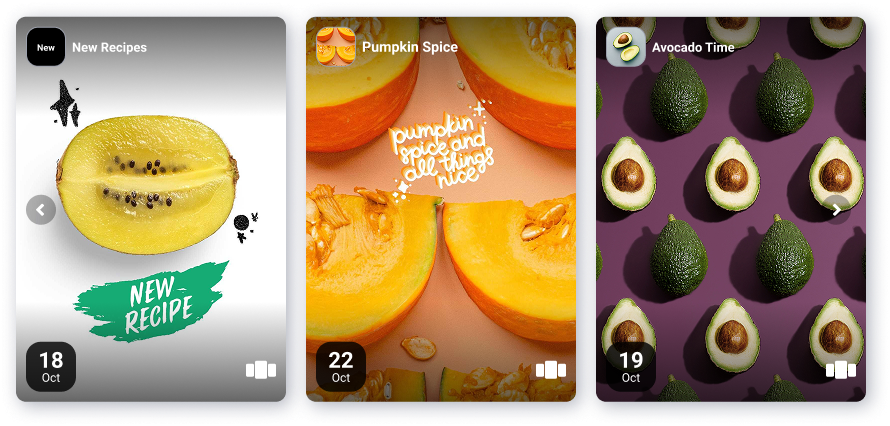 New
New Recipes
NEW
RECIPE
18
Oct
Pumpkin Spice
pumpkin
spice and
all things
nice
22
Oct
Avocado Time
19
Oct